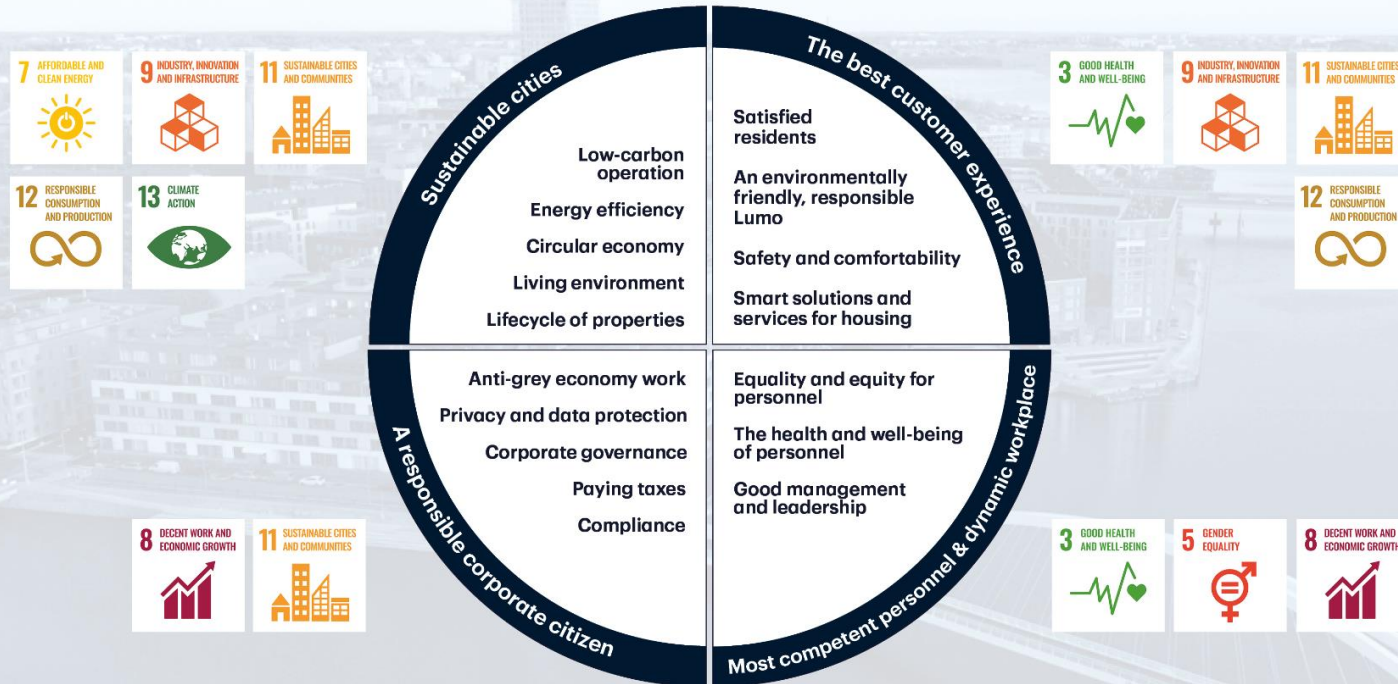 7 AFFORDABLE AND
CLEAN ENERGY
9 INDUSTRY, INNOVATION
AND INFRASTRUCTURE
11 SUSTAINABLE CITIES
AND COMMUNITIES
12 RESPONSIBLE
CONSUMPTION
AND PRODUCTION
13 CLIMATE
ACTION
Sustainable cities
Low-carbon
operation
Energy efficiency
Circular economy
Living environment
Lifecycle of properties
The best customer experience
Satisfied
residents
An environmentally
friendly, responsible
Lumo
Safety and comfortability
Smart solutions and
services for housing
3 GOOD HEALTH
AND WELL-BEING
9 INDUSTRY, INNOVATION
AND INFRASTRUCTURE
11 SUSTAINABLE CITIES
AND COMMUNITIES
12 RESPONSIBLE
CONSUMPTION
AND PRODUCTION
A responsible corporate citizen
Anti-grey economy work
Privacy and data protection
Corporate governance
Paying taxes
Compliance
8 DECENT WORK AND
ECONOMIC GROWTH
11 SUSTAINABLE CITIES
AND COMMUNITIES
Most competent personnel & dynamic workplace
Equality and equity for
personnel
The health and well-being
of personnel
Good management
and leadership
3 GOOD HEALTH
AND WELL-BEING
5 GENDER
EQUALITY
8 DECENT WORK AND
ECONOMIC GROWTH